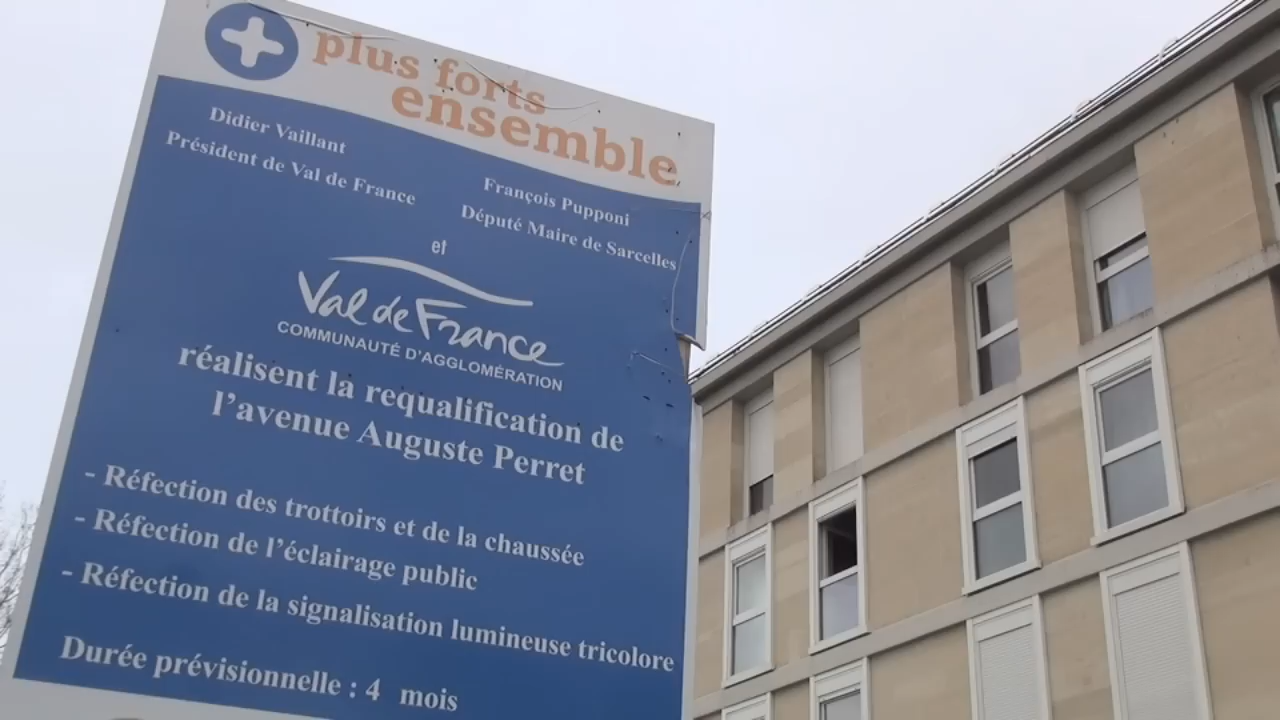 plus forts
ensemble
Didier Vaillant
Président de Val de France
François Pupponi
Député Maire de Sarcelles
et
Val de France
COMMUNAUTÉ D'AGGLOMÉRATION
réalisent la requalification de
l'avenue Auguste Perret
- Réfection des trottoirs et de la chaussée
- Réfection de l'éclairage public
- Réfection de la signalisation lumineuse tricolore
Durée prévisionnelle : 4 mois